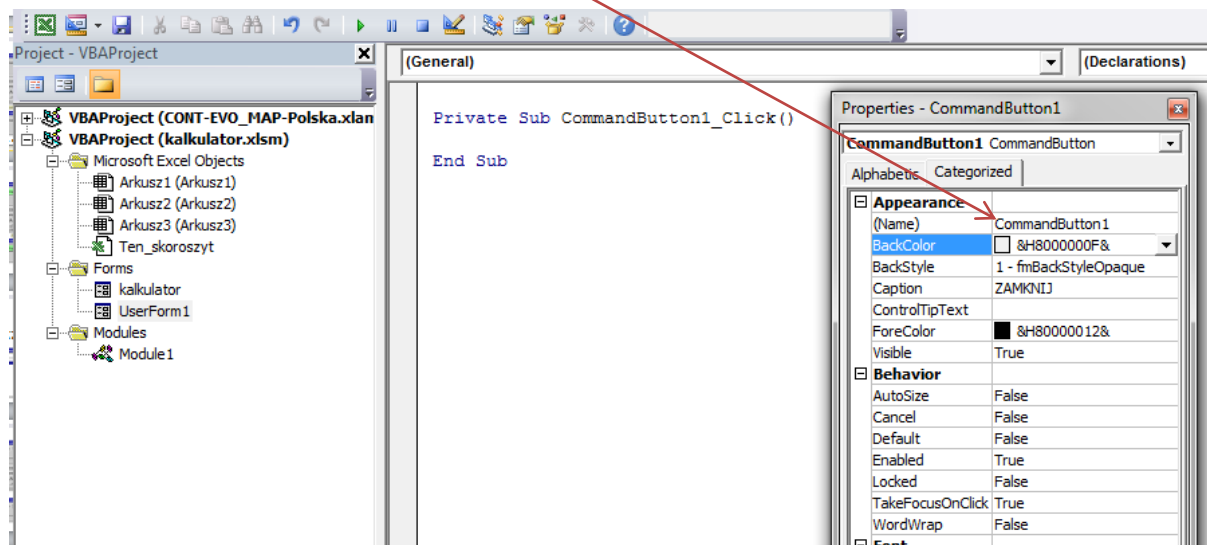 Project - VBAProject
VBAProject (CONT-EVO_MAP-Polska.xlan
VBAProject (kalkulator.xlsm)
Microsoft Excel Objects
Arkusz1 (Arkusz1)
Arkusz2 (Arkusz2)
Arkusz3 (Arkusz3)
Ten_skoroszyt
Forms
kalkulator
UserForm1
Modules
Module1
(General) (Declarations)
Private Sub CommandButton1_Click()
End Sub
Properties - CommandButton1
CommandButton1 CommandButton
Alphabetic Categorized
Appearance
(Name) CommandButton1
BackColor &H8000000F&
BackStyle 1 - fmBackStyleOpaque
Caption ZAMKNIJ
ControlTipText
ForeColor &H80000012&
Visible True
Behavior
AutoSize False
Cancel False
Default False
Enabled True
Locked False
TakeFocusOnClick True
WordWrap False
Font